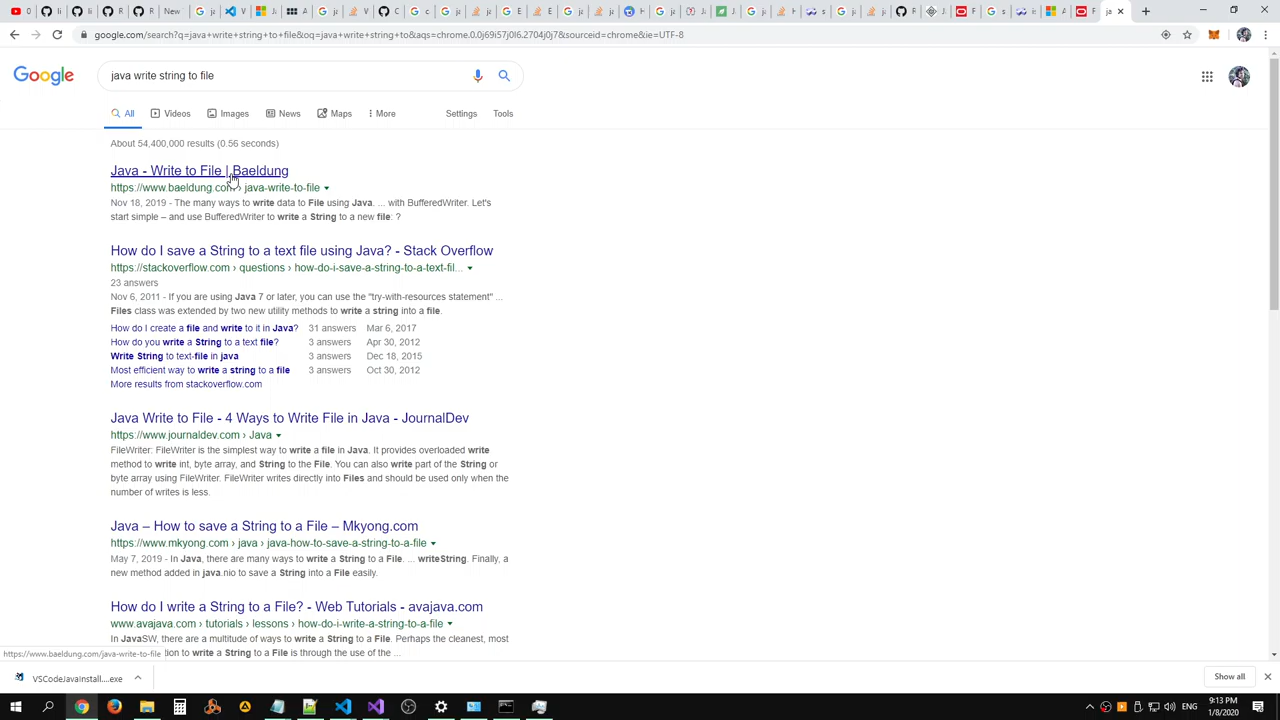 google.com/search?q=java+write+string+to+file&oq=java+write+string+to&aqs=chrome.0.0j69i57j0l6.2704j0j7&sourceid=chrome&ie=UTF-8
Google
java write string to file
All Videos Images News Maps More Settings Tools
About 54,400,000 results (0.56 seconds)
Java - Write to File | Baeldung
https://www.baeldung.com › java-write-to-file
Nov 18, 2019 - The many ways to write data to File using Java. ... with BufferedWriter. Let's
start simple – and use BufferedWriter to write a String to a new file: ?
How do I save a String to a text file using Java? - Stack Overflow
https://stackoverflow.com › questions › how-do-i-save-a-string-to-a-text-fil...
23 answers
Nov 6, 2011 - If you are using Java 7 or later, you can use the "try-with-resources statement" ...
Files class was extended by two new utility methods to write a string into a file.
How do I create a file and write to it in Java? 31 answers Mar 6, 2017
How do you write a String to a text file? 3 answers Apr 30, 2012
Write String to text-file in java 3 answers Dec 18, 2015
Most efficient way to write a string to a file 3 answers Oct 30, 2012
More results from stackoverflow.com
Java Write to File - 4 Ways to Write File in Java - JournalDev
https://www.journaldev.com › Java
FileWriter: FileWriter is the simplest way to write a file in Java. It provides overloaded write
method to write int, byte array, and String to the File. You can also write part of the String or
byte array using FileWriter. FileWriter writes directly into Files and should be used only when the
number of writes is less.
Java – How to save a String to a File – Mkyong.com
https://www.mkyong.com › java › java-how-to-save-a-string-to-a-file
May 7, 2019 - In Java, there are many ways to write a String to a File. ... writeString. Finally, a
new method added in java.nio to save a String into a File easily.
How do I write a String to a File? - Web Tutorials - avajava.com
www.avajava.com › tutorials › lessons › how-do-i-write-a-string-to-a-file
In JavaSW, there are a multitude of ways to write a String to a File. Perhaps the cleanest, most
tion to write a String to a File is through the use of the ...
https://www.baeldung.com/java-write-to-file
VSCodeJavaInstall....exe
Show all
ENG
9:13 PM
1/8/2020